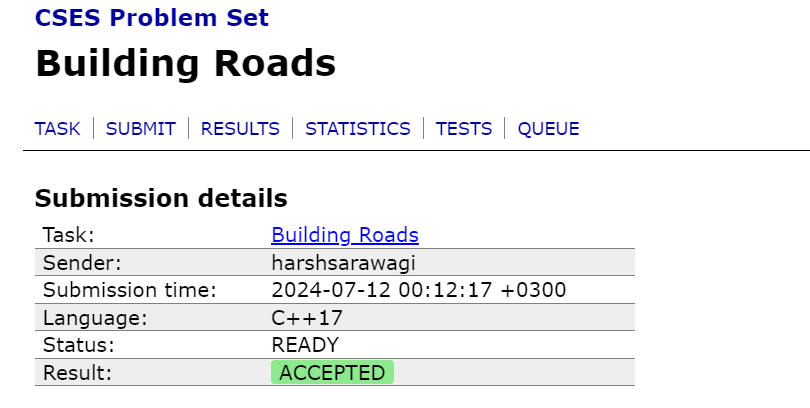 CSES Problem Set
Building Roads
TASK SUBMIT RESULTS STATISTICS TESTS QUEUE
Submission details
Task: Building Roads
Sender: harshsarawagi
Submission time: 2024-07-12 00:12:17 +0300
Language: C++17
Status: READY
Result: ACCEPTED